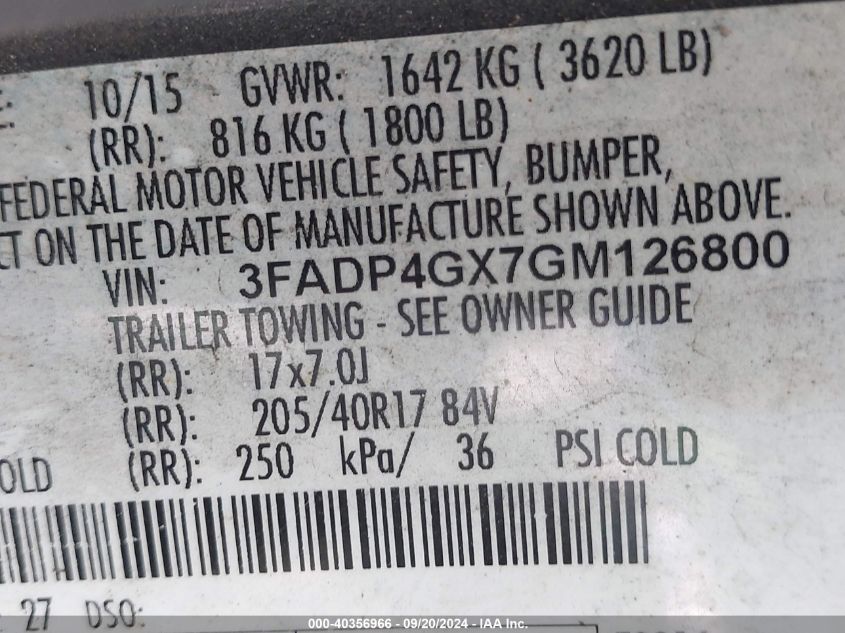 10/15 GVWR: 1642 KG ( 3620 LB)
(RR): 816 KG ( 1800 LB)
FEDERAL MOTOR VEHICLE SAFETY, BUMPER,
CT ON THE DATE OF MANUFACTURE SHOWN ABOVE.
VIN: 3FADP4GX7GM126800
TRAILER TOWING - SEE OWNER GUIDE
(RR): 17x7.0J
(RR): 205/40R17 84V
OLD (RR): 250 kPa/ 36 PSI COLD
27 DSO:
000-40356966 - 09/20/2024 - IAA Inc.